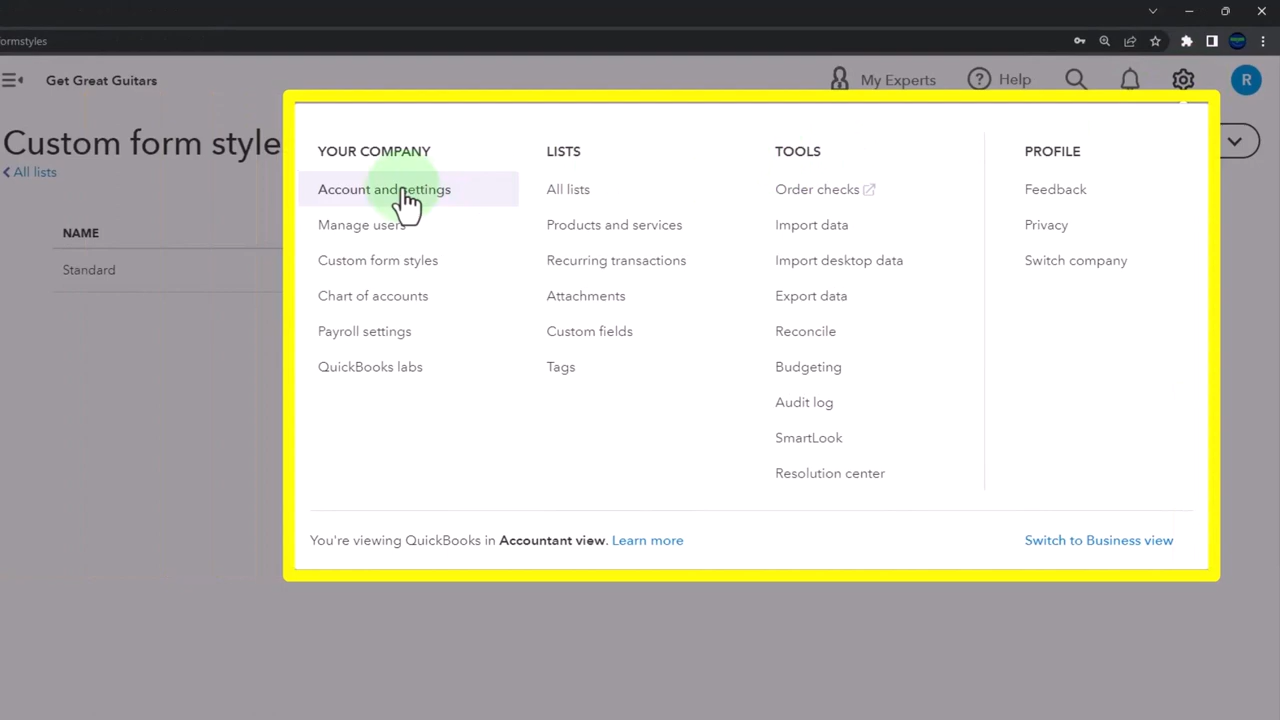 formstyles
Get Great Guitars
My Experts
Help
R
Custom form style
All lists
NAME
Standard
YOUR COMPANY
Account and settings
Manage users
Custom form styles
Chart of accounts
Payroll settings
QuickBooks labs
LISTS
All lists
Products and services
Recurring transactions
Attachments
Custom fields
Tags
TOOLS
Order checks
Import data
Import desktop data
Export data
Reconcile
Budgeting
Audit log
SmartLook
Resolution center
PROFILE
Feedback
Privacy
Switch company
You're viewing QuickBooks in Accountant view. Learn more
Switch to Business view